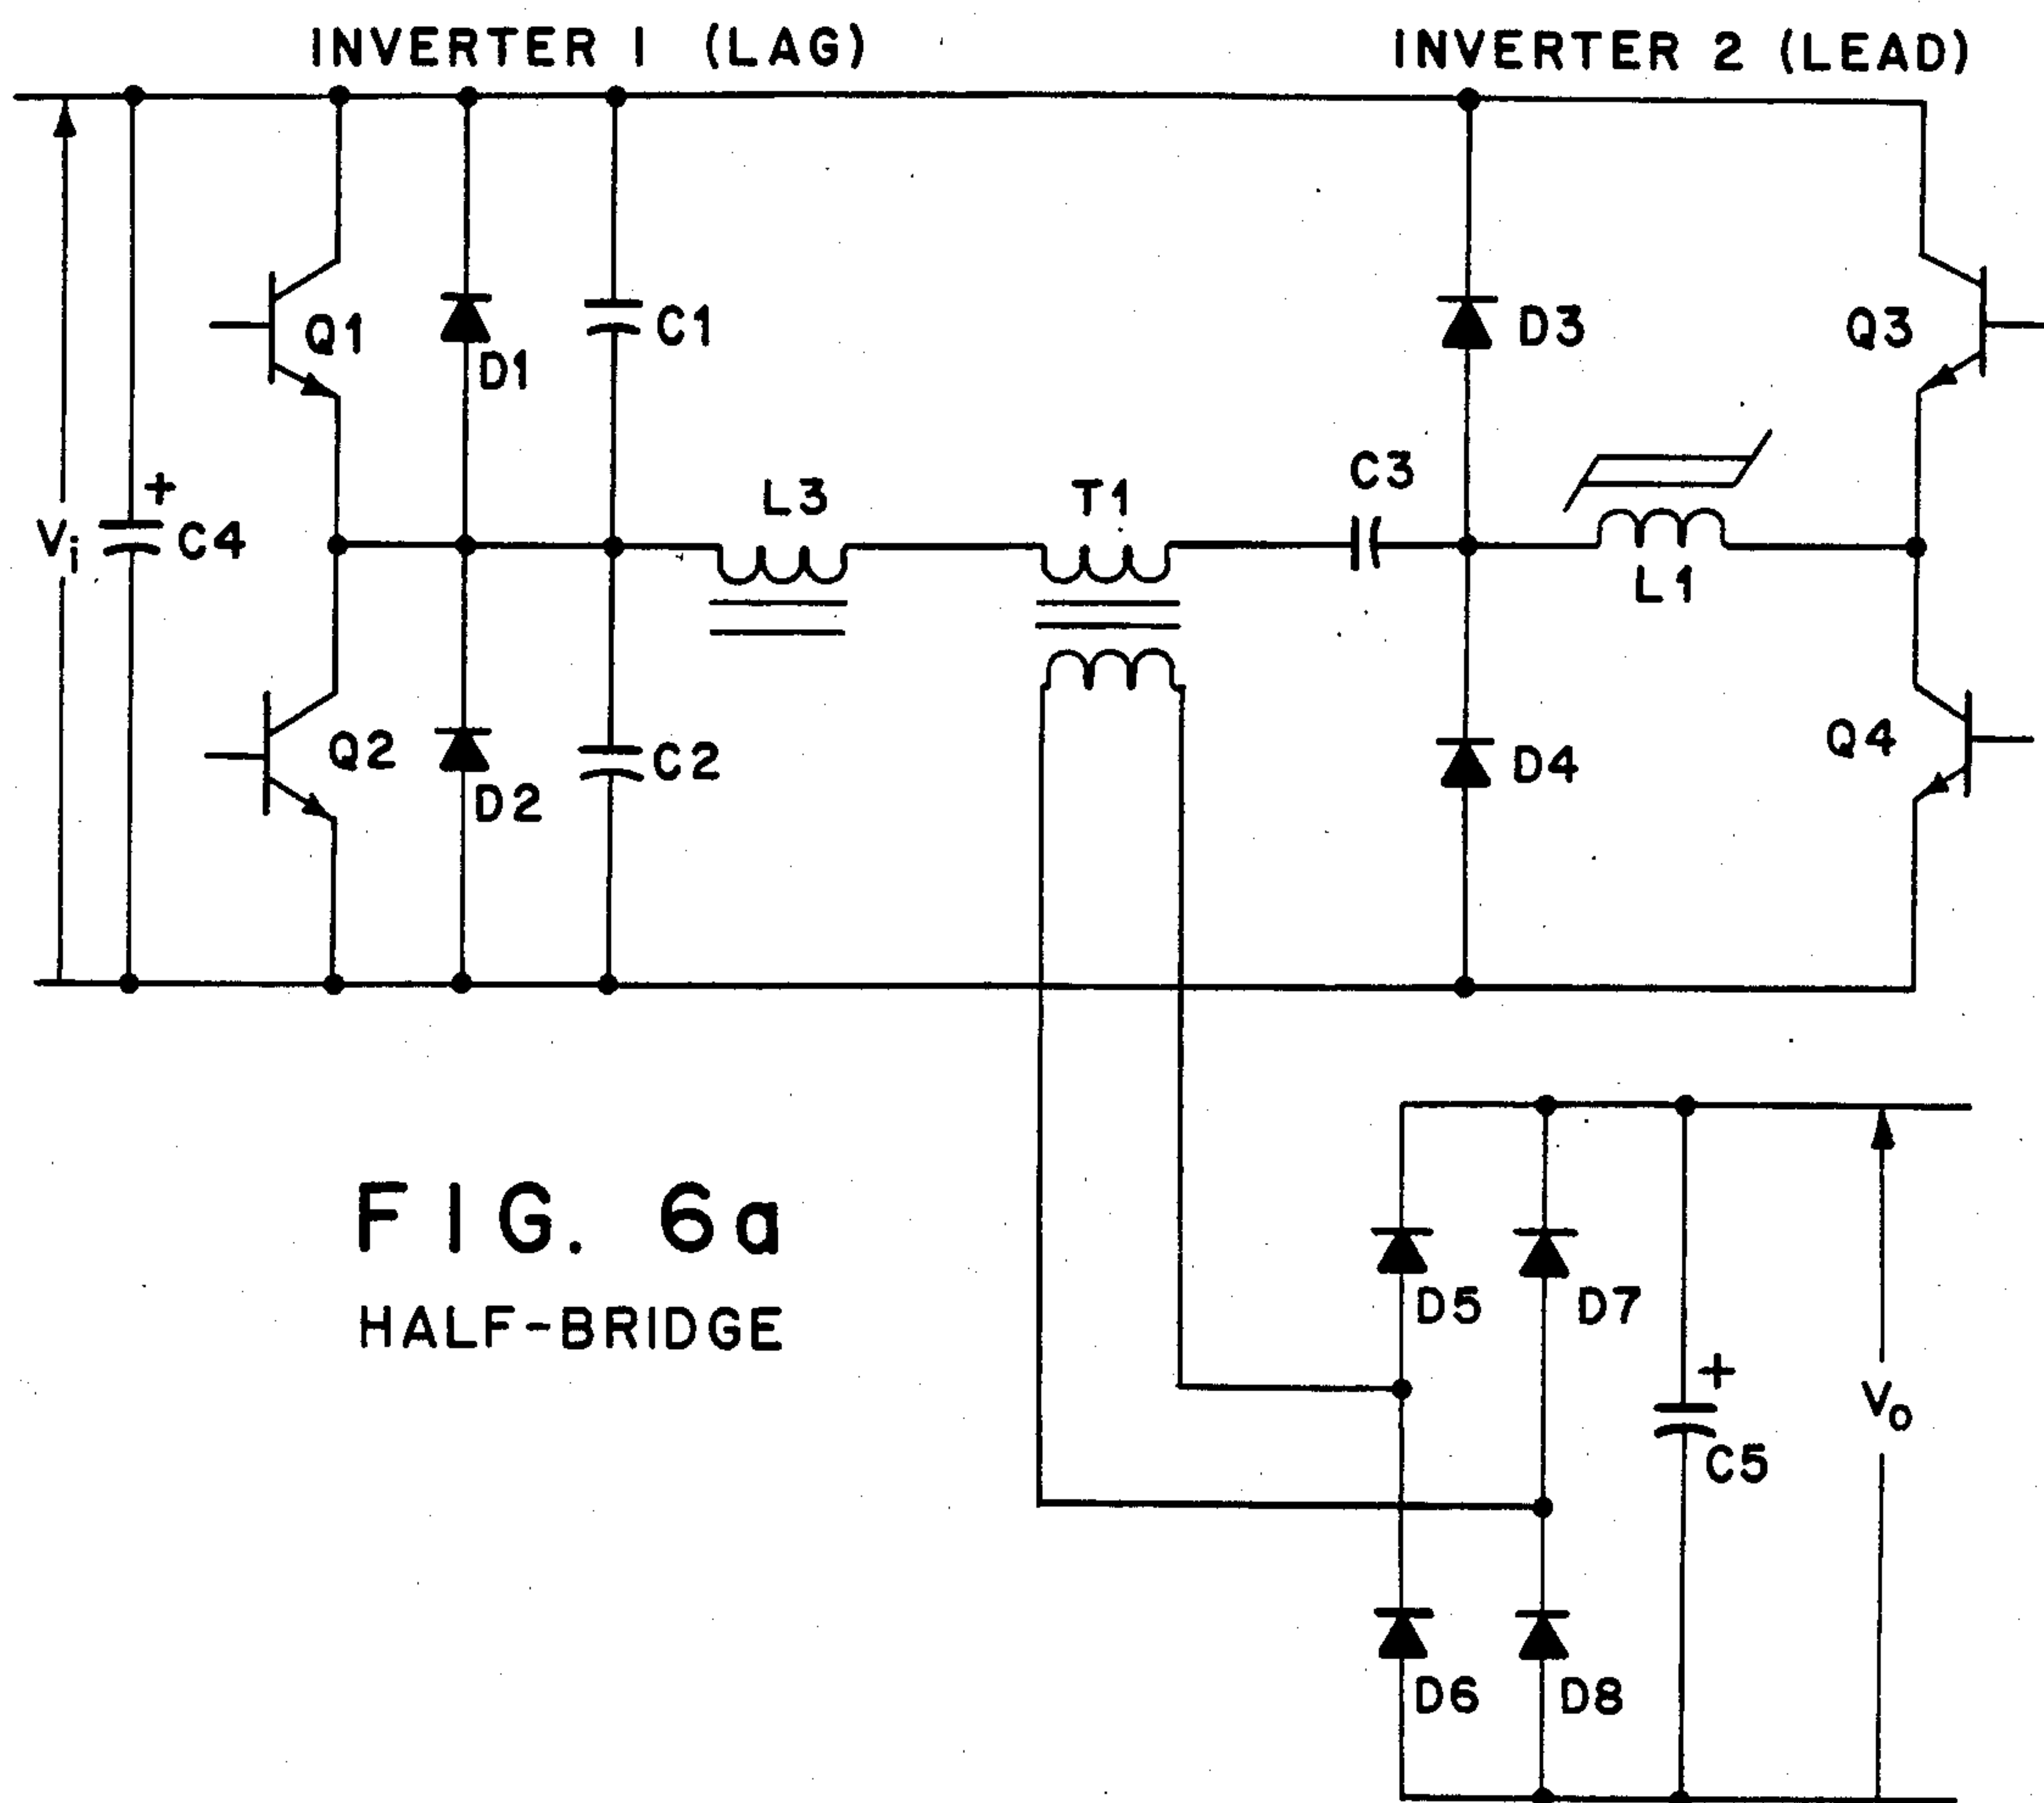 INVERTER 1 (LAG)
INVERTER 2 (LEAD)
Q1
D1
C1
D3
Q3
Vi
+
C4
L3
T1
C3
L1
Q2
D2
C2
D4
Q4
FIG. 6a
HALF-BRIDGE
D5
D7
+
C5
Vo
D6
D8